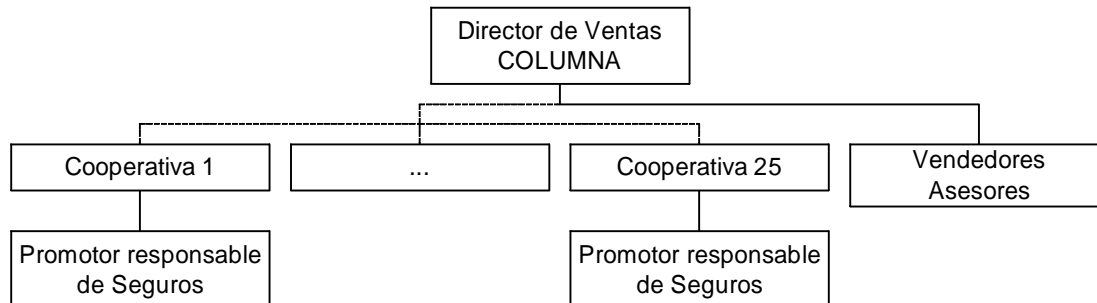 Director de Ventas
COLUMNA
Cooperativa 1
...
Cooperativa 25
Vendedores
Asesores
Promotor responsable
de Seguros
Promotor responsable
de Seguros